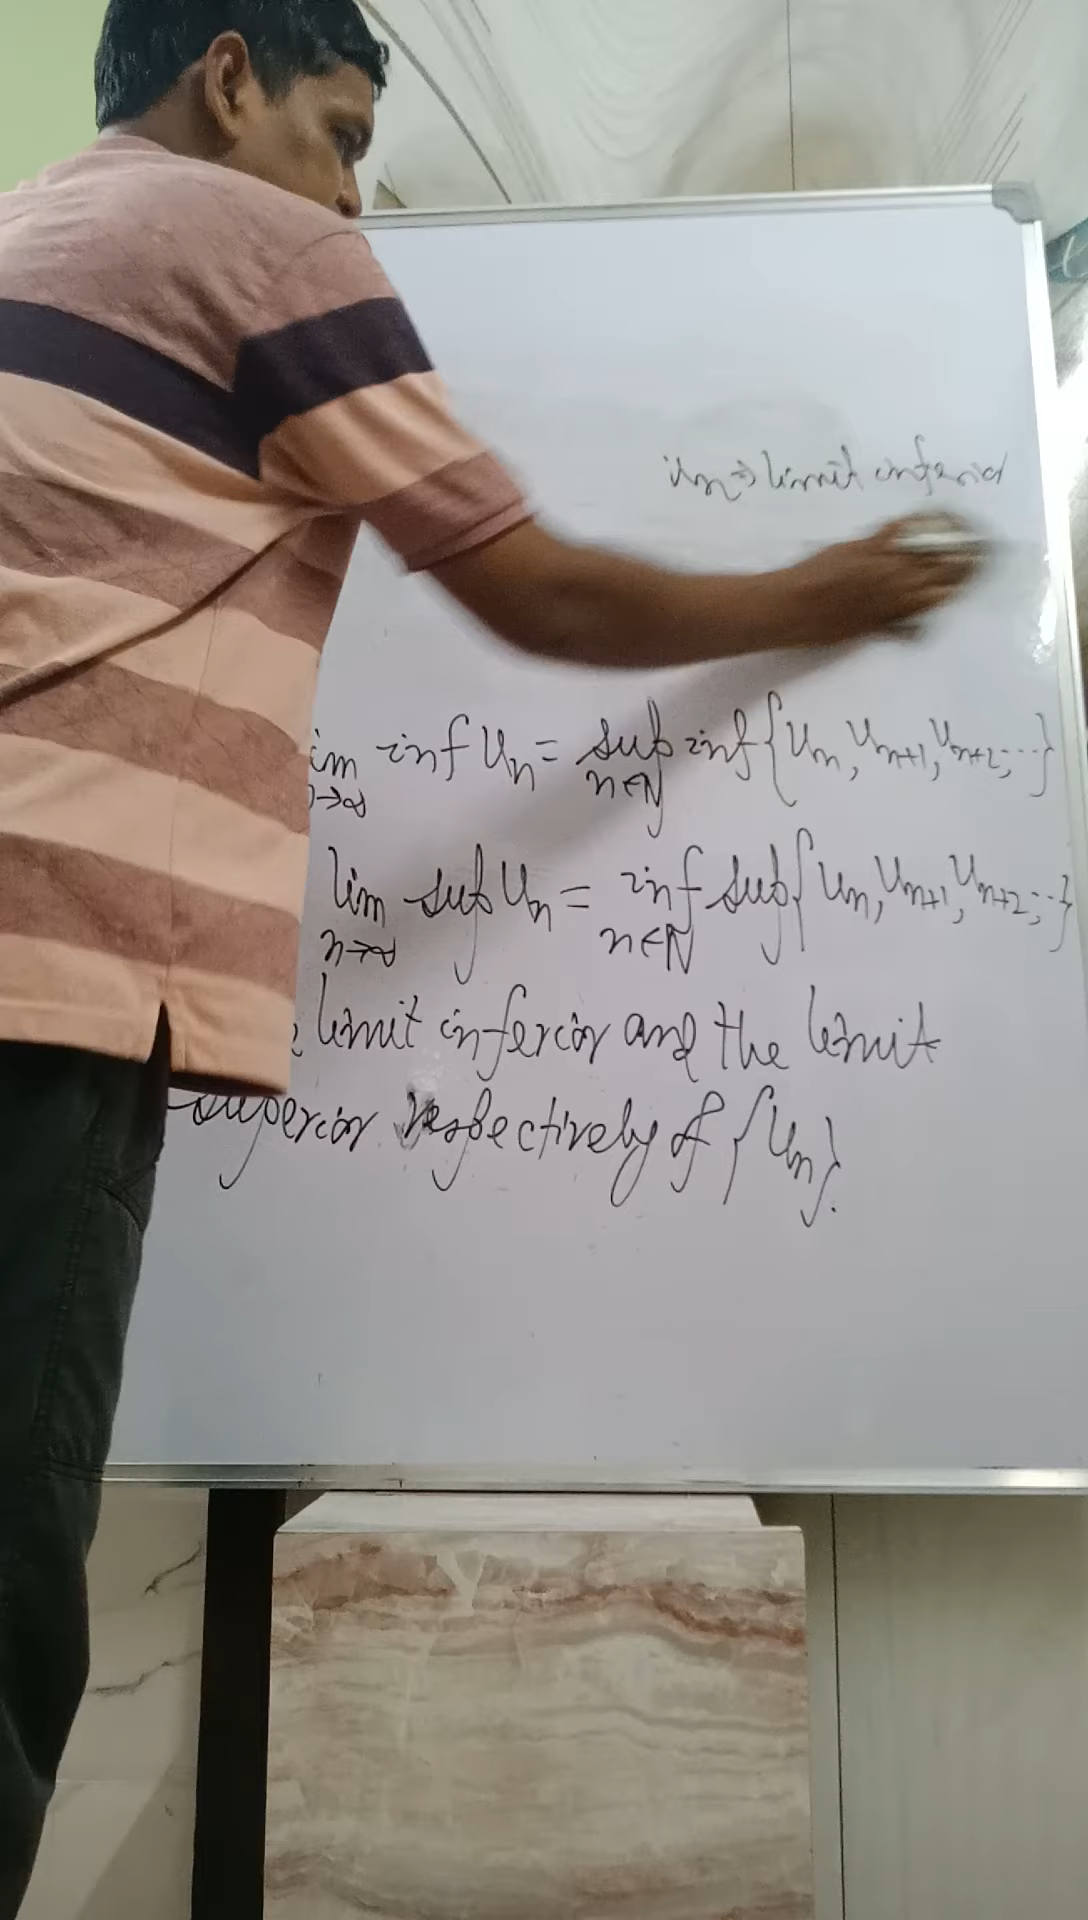 uₙ → limit inferior
im inf Uₙ = sup inf {Uₙ, Uₙ₊₁, Uₙ₊₂, ...}
n→∞ n∈N
lim sup Uₙ = inf sup {Uₙ, Uₙ₊₁, Uₙ₊₂, ...}
n→∞ n∈N
e limit inferior and the limit
superior respectively of {Uₙ}.